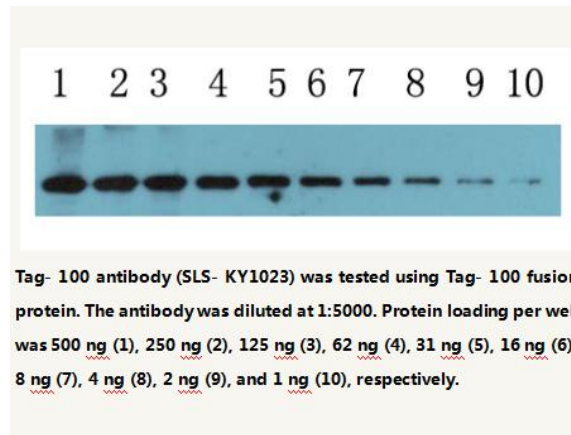 1 2 3 4 5 6 7 8 9 10
Tag- 100 antibody (SLS- KY1023) was tested using Tag- 100 fusion
protein. The antibody was diluted at 1:5000. Protein loading per wel
was 500 ng (1), 250 ng (2), 125 ng (3), 62 ng (4), 31 ng (5), 16 ng (6)
8 ng (7), 4 ng (8), 2 ng (9), and 1 ng (10), respectively.